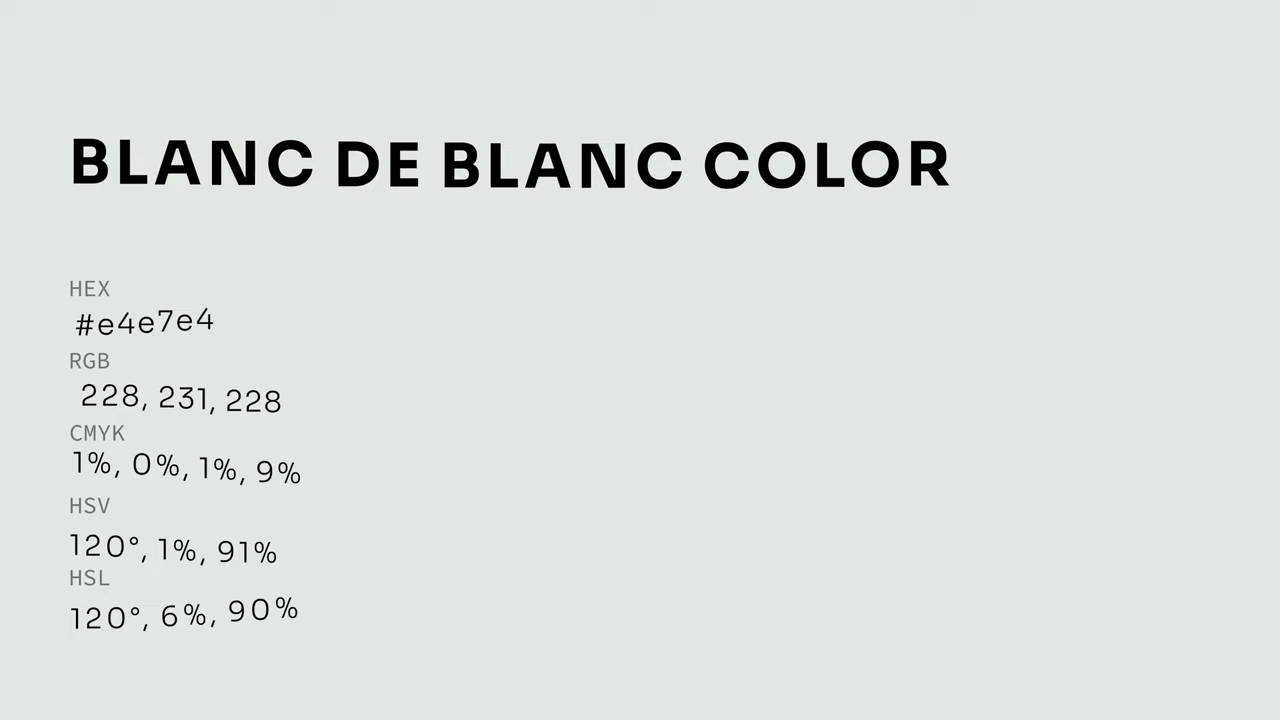 BLANC DE BLANC COLOR
HEX
#e4e7e4
RGB
228, 231, 228
CMYK
1%, 0%, 1%, 9%
HSV
120°, 1%, 91%
HSL
120°, 6%, 90%